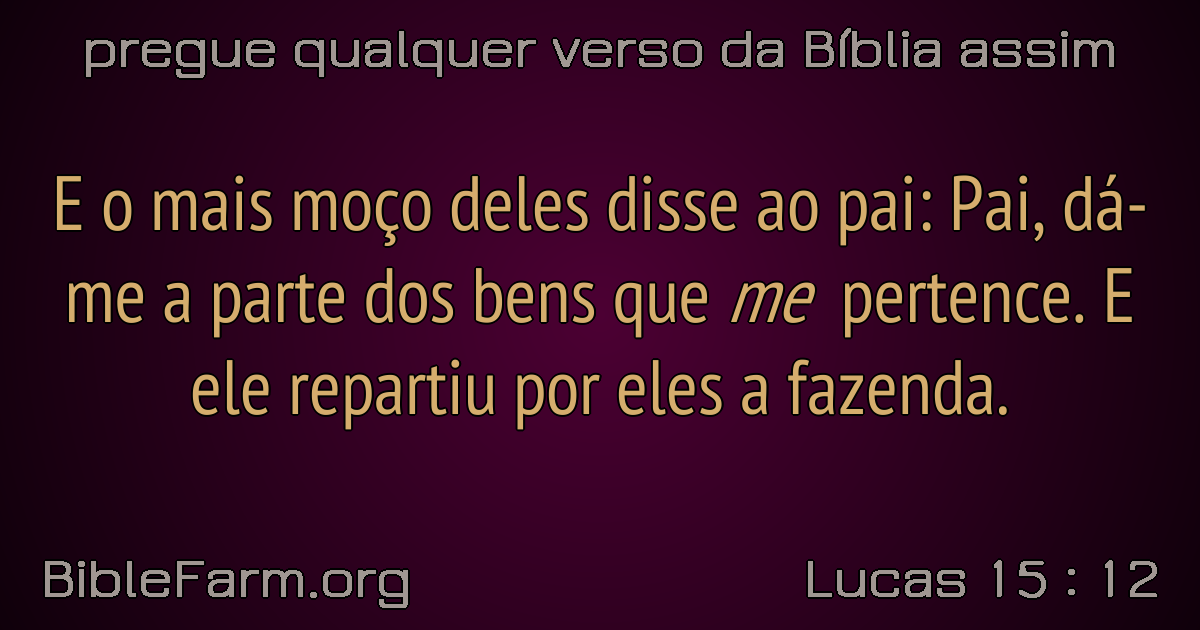 pregue qualquer verso da Bíblia assim
E o mais moço deles disse ao pai: Pai, dá-
me a parte dos bens que me pertence. E
ele repartiu por eles a fazenda.
BibleFarm.org
Lucas 15 : 12